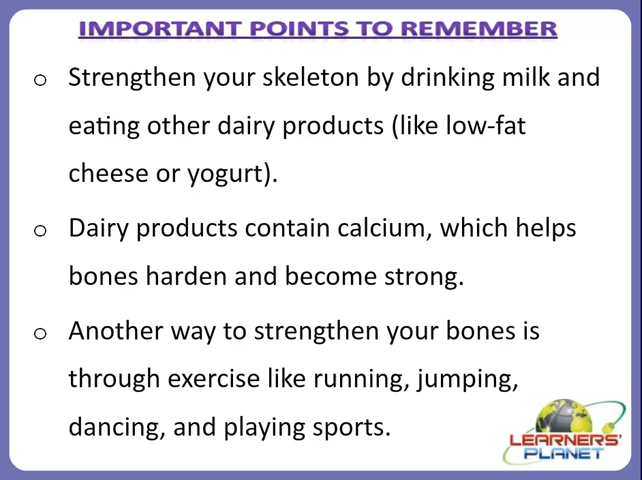 IMPORTANT POINTS TO REMEMBER
o Strengthen your skeleton by drinking milk and
eating other dairy products (like low-fat
cheese or yogurt).
o Dairy products contain calcium, which helps
bones harden and become strong.
o Another way to strengthen your bones is
through exercise like running, jumping,
dancing, and playing sports.
LEARNERS'
PLANET